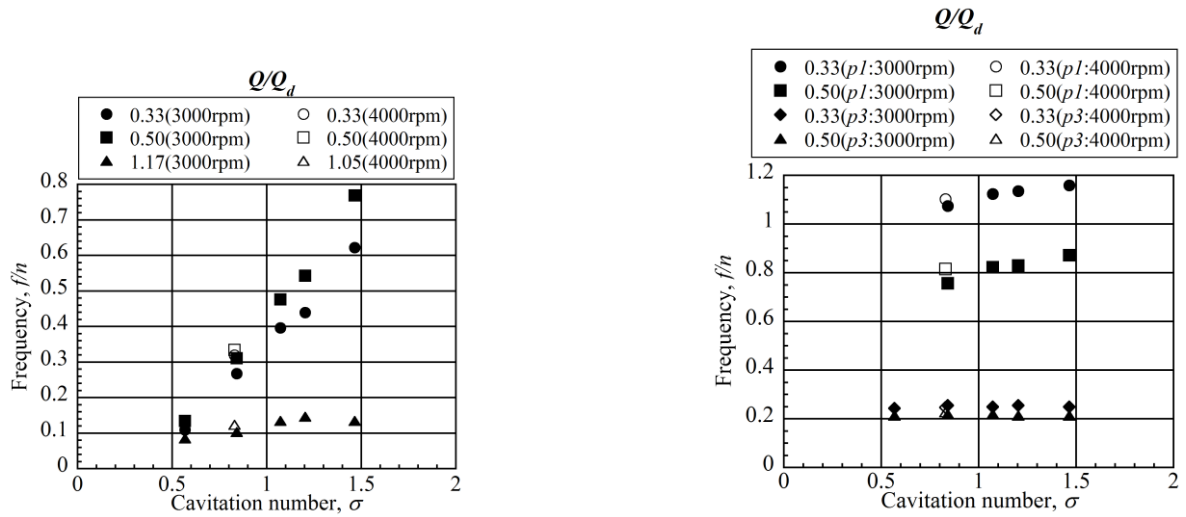 Q/Q_d
0.33(3000rpm) 0.33(4000rpm)
0.50(3000rpm) 0.50(4000rpm)
1.17(3000rpm) 1.05(4000rpm)
0.8
0.7
0.6
0.5
0.4
0.3
0.2
0.1
0
Frequency, f/n
0 0.5 1 1.5 2
Cavitation number, σ
Q/Q_d
0.33(p1:3000rpm) 0.33(p1:4000rpm)
0.50(p1:3000rpm) 0.50(p1:4000rpm)
0.33(p3:3000rpm) 0.33(p3:4000rpm)
0.50(p3:3000rpm) 0.50(p3:4000rpm)
1.2
1
0.8
0.6
0.4
0.2
0
Frequency, f/n
0 0.5 1 1.5 2
Cavitation number, σ